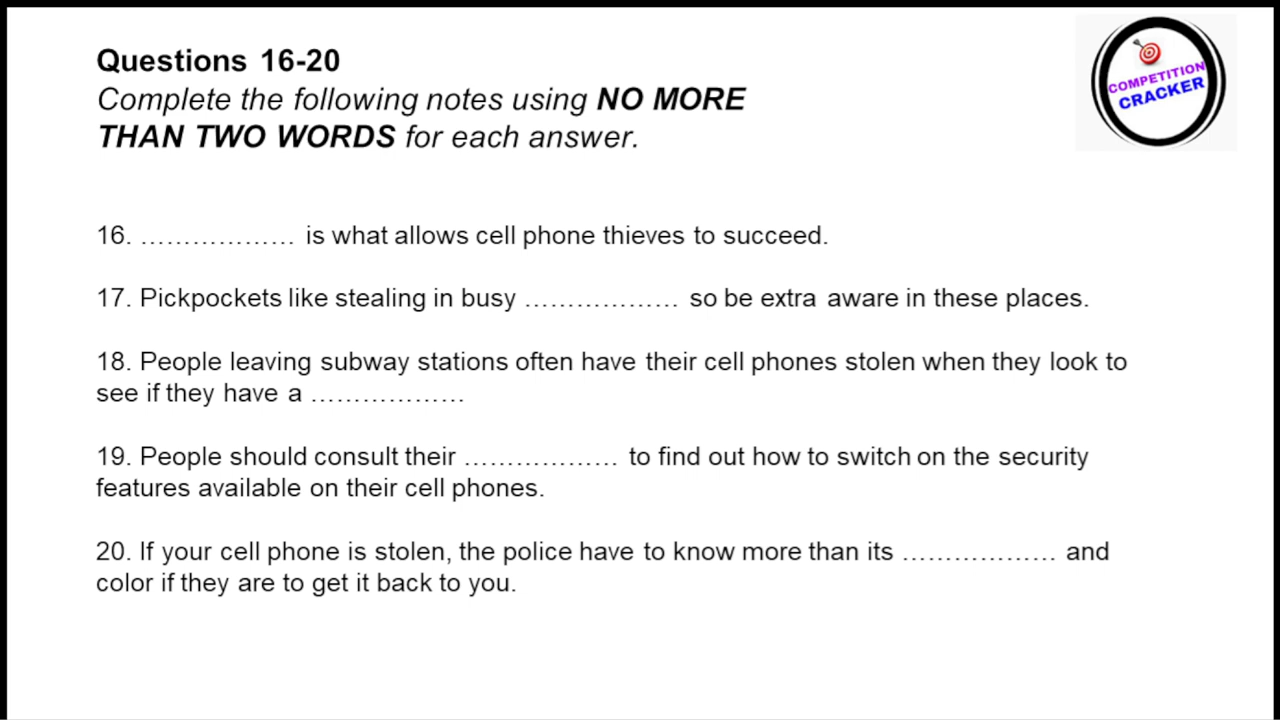 Questions 16-20
Complete the following notes using NO MORE
THAN TWO WORDS for each answer.
COMPETITION
CRACKER
16. ……………… is what allows cell phone thieves to succeed.
17. Pickpockets like stealing in busy ……………… so be extra aware in these places.
18. People leaving subway stations often have their cell phones stolen when they look to
see if they have a ………………
19. People should consult their ……………… to find out how to switch on the security
features available on their cell phones.
20. If your cell phone is stolen, the police have to know more than its ……………… and
color if they are to get it back to you.